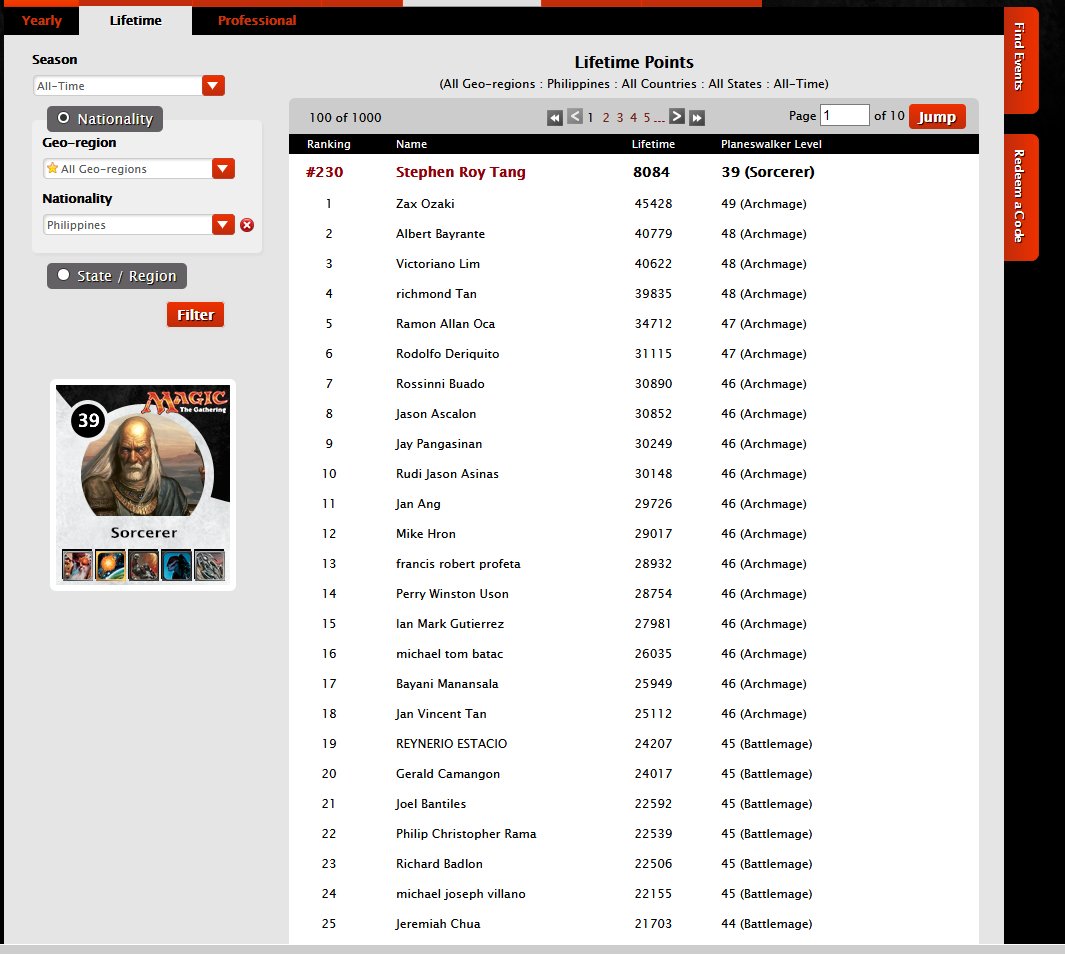 Yearly Lifetime Professional
Find Events
Redeem a Code
Season
All-Time
Nationality
Geo-region
All Geo-regions
Nationality
Philippines
State / Region
Filter
39
MAGIC
The Gathering
Sorcerer
Lifetime Points
(All Geo-regions : Philippines : All Countries : All States : All-Time)
100 of 1000 < 1 2 3 4 5 ... > Page 1 of 10 Jump
Ranking Name Lifetime Planeswalker Level
#230 Stephen Roy Tang 8084 39 (Sorcerer)
1 Zax Ozaki 45428 49 (Archmage)
2 Albert Bayrante 40779 48 (Archmage)
3 Victoriano Lim 40622 48 (Archmage)
4 richmond Tan 39835 48 (Archmage)
5 Ramon Allan Oca 34712 47 (Archmage)
6 Rodolfo Deriquito 31115 47 (Archmage)
7 Rossinni Buado 30890 46 (Archmage)
8 Jason Ascalon 30852 46 (Archmage)
9 Jay Pangasinan 30249 46 (Archmage)
10 Rudi Jason Asinas 30148 46 (Archmage)
11 Jan Ang 29726 46 (Archmage)
12 Mike Hron 29017 46 (Archmage)
13 francis robert profeta 28932 46 (Archmage)
14 Perry Winston Uson 28754 46 (Archmage)
15 Ian Mark Gutierrez 27981 46 (Archmage)
16 michael tom batac 26035 46 (Archmage)
17 Bayani Manansala 25949 46 (Archmage)
18 Jan Vincent Tan 25112 46 (Archmage)
19 REYNERIO ESTACIO 24207 45 (Battlemage)
20 Gerald Camangon 24017 45 (Battlemage)
21 Joel Bantiles 22592 45 (Battlemage)
22 Philip Christopher Rama 22539 45 (Battlemage)
23 Richard Badlon 22506 45 (Battlemage)
24 michael joseph villano 22155 45 (Battlemage)
25 Jeremiah Chua 21703 44 (Battlemage)